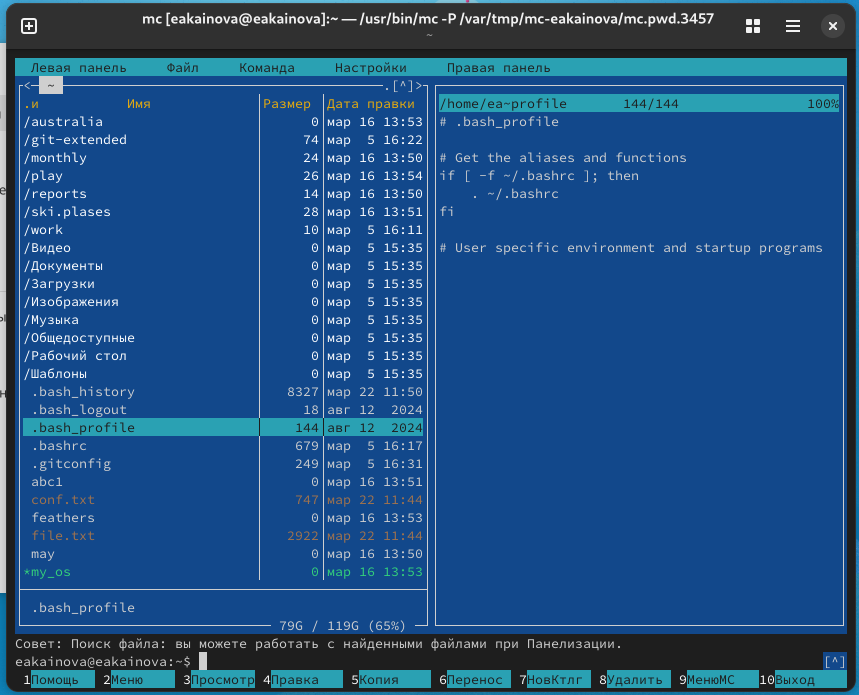 mc [eakainova@eakainova]:~ — /usr/bin/mc -P /var/tmp/mc-eakainova/mc.pwd.3457
~
Левая панель Файл Команда Настройки Правая панель
<— ~ .[^]>
.и Имя Размер Дата правки
/australia 0 мар 16 13:53
/git-extended 74 мар 5 16:22
/monthly 24 мар 16 13:50
/play 26 мар 16 13:54
/reports 14 мар 16 13:50
/ski.plases 28 мар 16 13:51
/work 10 мар 5 16:11
/Видео 0 мар 5 15:35
/Документы 0 мар 5 15:35
/Загрузки 0 мар 5 15:35
/Изображения 0 мар 5 15:35
/Музыка 0 мар 5 15:35
/Общедоступные 0 мар 5 15:35
/Рабочий стол 0 мар 5 15:35
/Шаблоны 0 мар 5 15:35
.bash_history 8327 мар 22 11:50
.bash_logout 18 авг 12 2024
.bash_profile 144 авг 12 2024
.bashrc 679 мар 5 16:17
.gitconfig 249 мар 5 16:31
abc1 0 мар 16 13:51
conf.txt 747 мар 22 11:44
feathers 0 мар 16 13:53
file.txt 2922 мар 22 11:44
may 0 мар 16 13:50
*my_os 0 мар 16 13:53
.bash_profile
79G / 119G (65%)
/home/ea~profile 144/144 100%
# .bash_profile
# Get the aliases and functions
if [ -f ~/.bashrc ]; then
. ~/.bashrc
fi
# User specific environment and startup programs
Совет: Поиск файла: вы можете работать с найденными файлами при Панелизации.
eakainova@eakainova:~$ [^]
1Помощь 2Меню 3Просмотр 4Правка 5Копия 6Перенос 7НовКтлг 8Удалить 9МенюMC 10Выход